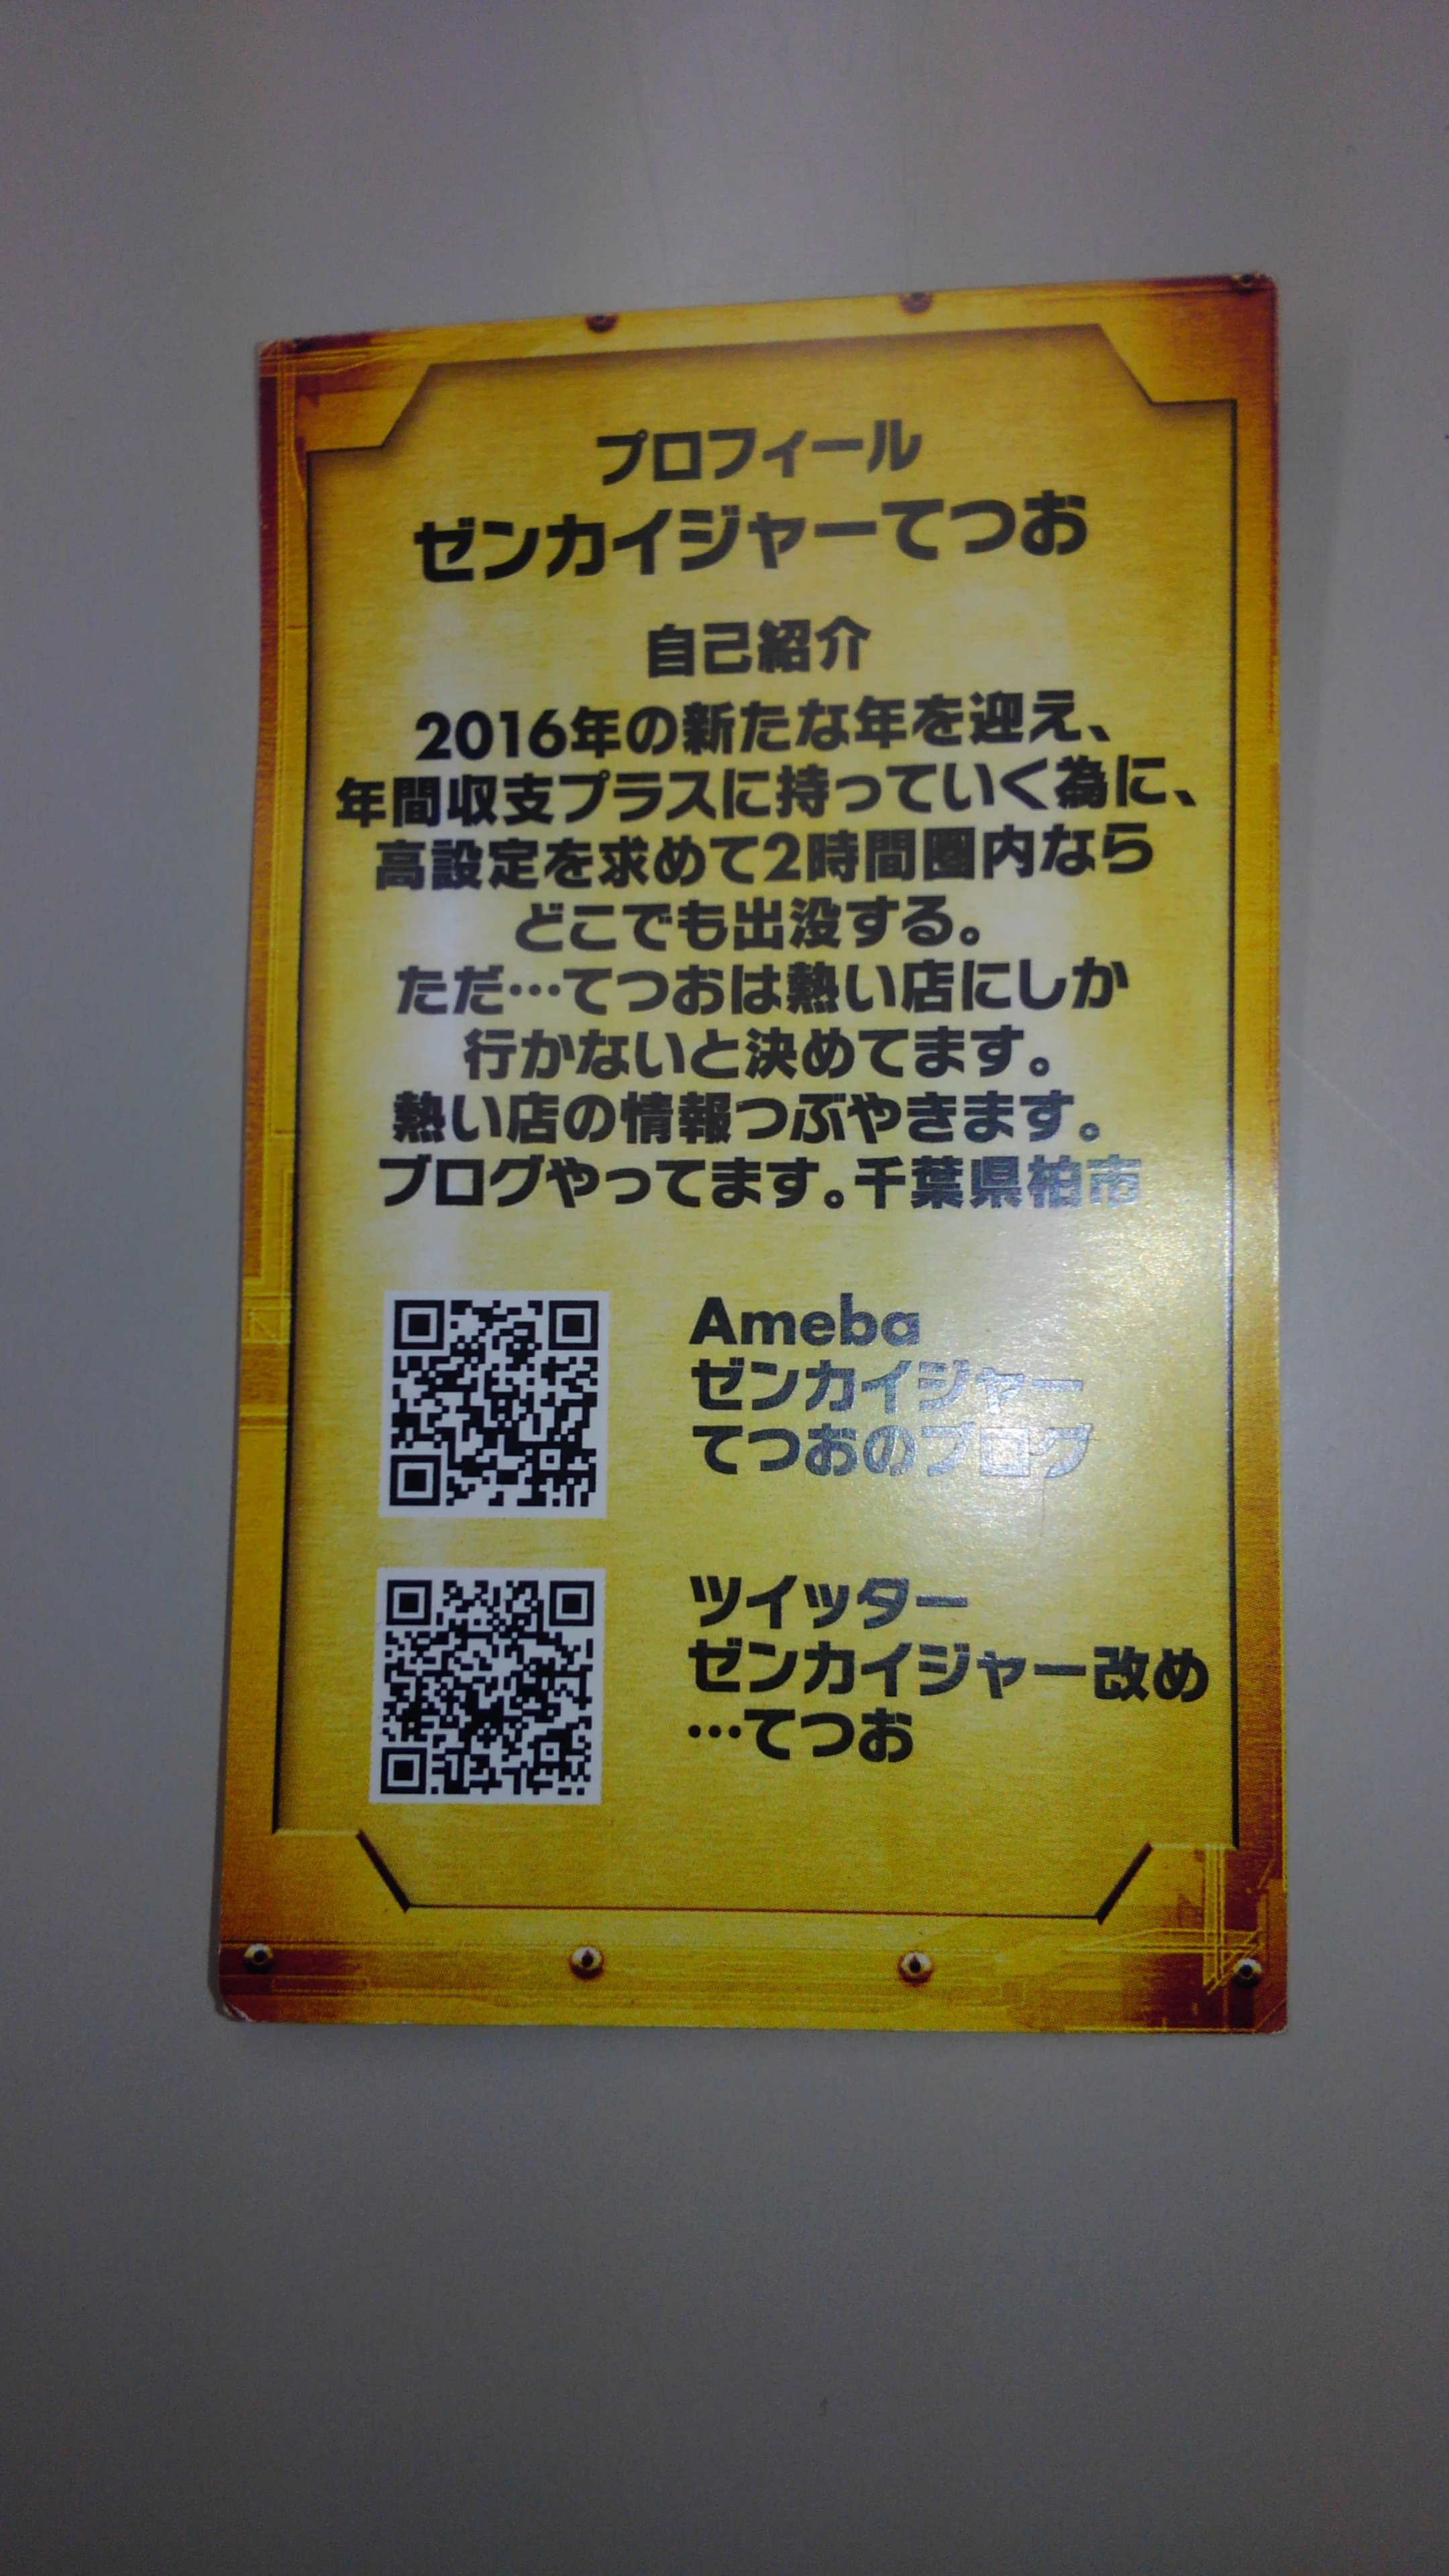 プロフィール
ゼンカイジャーてつお
自己紹介
2016年の新たな年を迎え、
年間収支プラスに持っていく為に、
高設定を求めて2時間圏内なら
どこでも出没する。
ただ…てつおは熱い店にしか
行かないと決めてます。
熱い店の情報つぶやきます。
ブログやってます。千葉県柏市
Ameba
ゼンカイジャー
てつおのブログ
ツイッター
ゼンカイジャー改め
…てつお